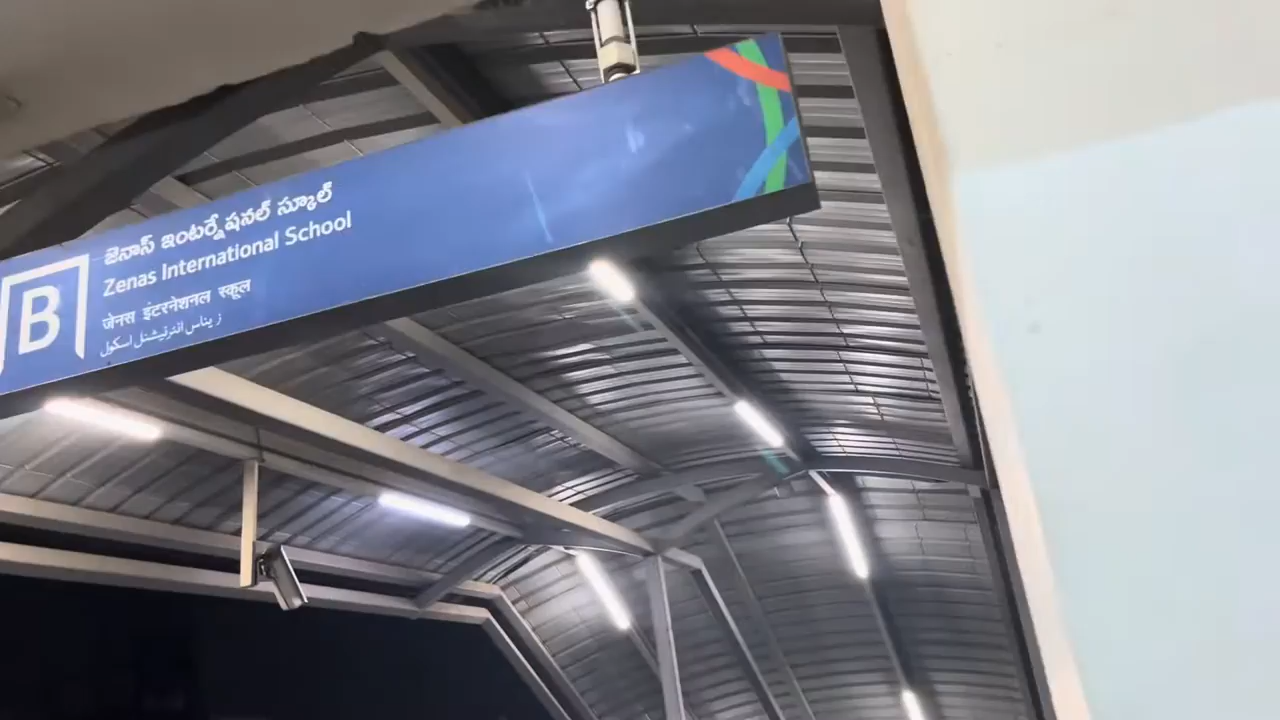 B
జెనాస్ ఇంటర్నేషనల్ స్కూల్
Zenas International School
जेनस इंटरनेशनल स्कूल
زیناس انٹرنیشنل اسکول